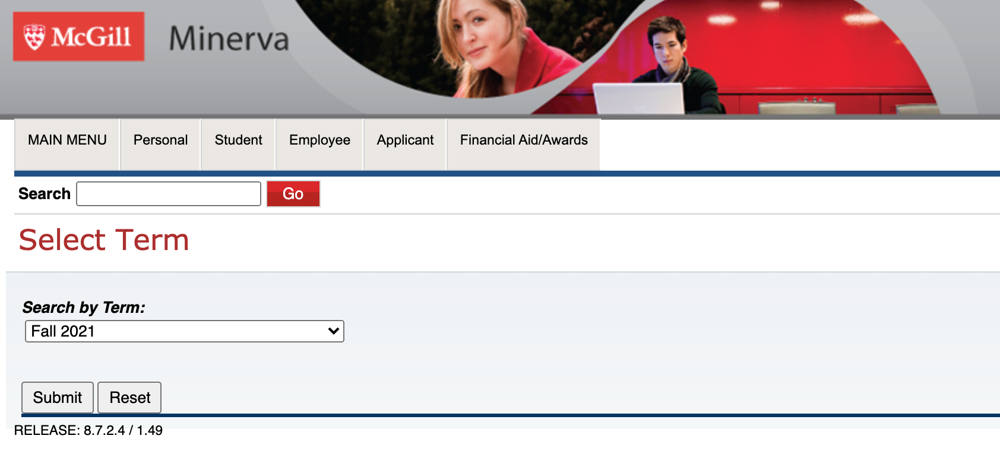 McGill Minerva
MAIN MENU Personal Student Employee Applicant Financial Aid/Awards
Search Go
Select Term
Search by Term:
Fall 2021
Submit Reset
RELEASE: 8.7.2.4 / 1.49